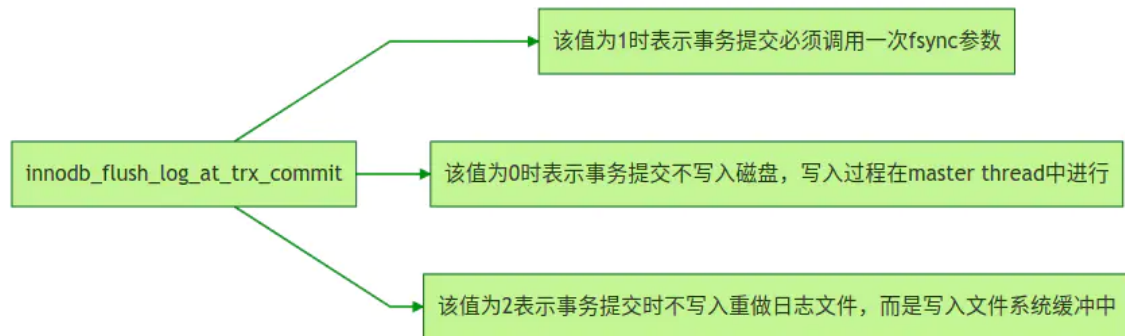 该值为1时表示事务提交必须调用一次fsync参数
innodb_flush_log_at_trx_commit
该值为0时表示事务提交不写入磁盘，写入过程在master thread中进行
该值为2表示事务提交时不写入重做日志文件，而是写入文件系统缓冲中